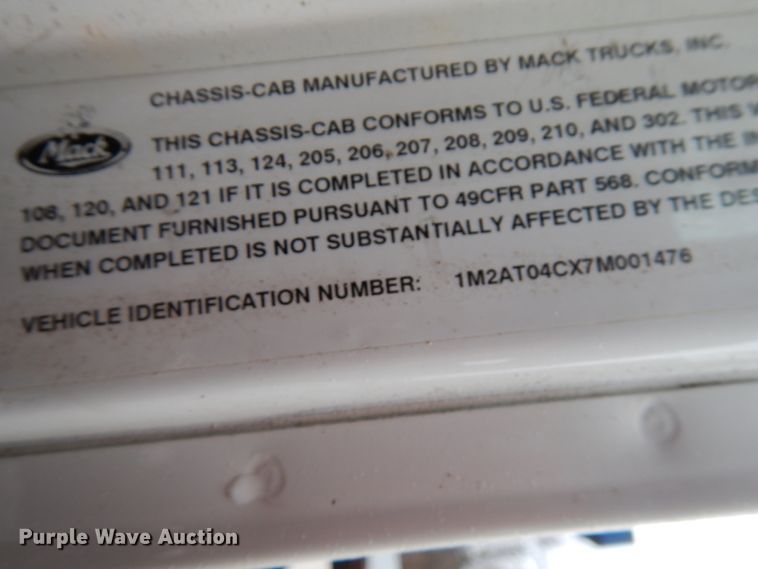 CHASSIS-CAB MANUFACTURED BY MACK TRUCKS, INC.
Mack
THIS CHASSIS-CAB CONFORMS TO U.S. FEDERAL MOTOR
111, 113, 124, 205, 206, 207, 208, 209, 210, AND 302. THIS
108, 120, AND 121 IF IT IS COMPLETED IN ACCORDANCE WITH THE
DOCUMENT FURNISHED PURSUANT TO 49CFR PART 568. CONFORM
WHEN COMPLETED IS NOT SUBSTANTIALLY AFFECTED BY THE DES
VEHICLE IDENTIFICATION NUMBER: 1M2AT04CX7M001476
Purple Wave Auction